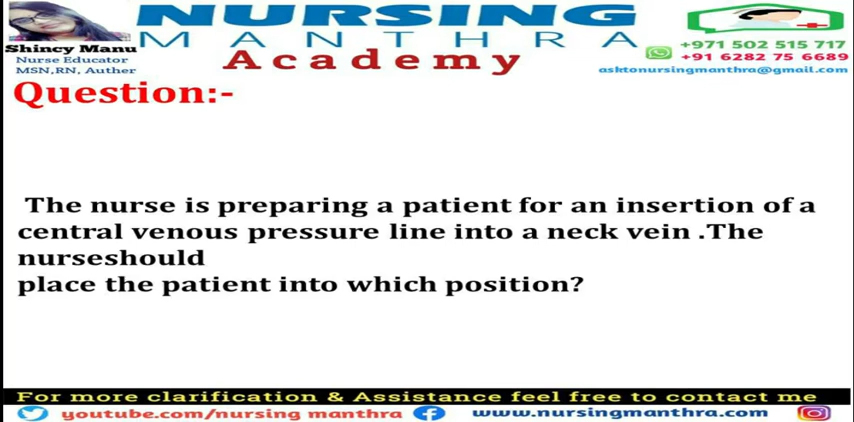 NURSING
MANTHRA
Academy
Shincy Manu
Nurse Educator
MSN,RN, Auther
+971 502 515 717
+91 6282 75 6689
asktonursingmanthra@gmail.com
Question:-
The nurse is preparing a patient for an insertion of a
central venous pressure line into a neck vein .The
nurseshould
place the patient into which position?
For more clarification & Assistance feel free to contact me
youtube.com/nursing manthra
www.nursingmanthra.com